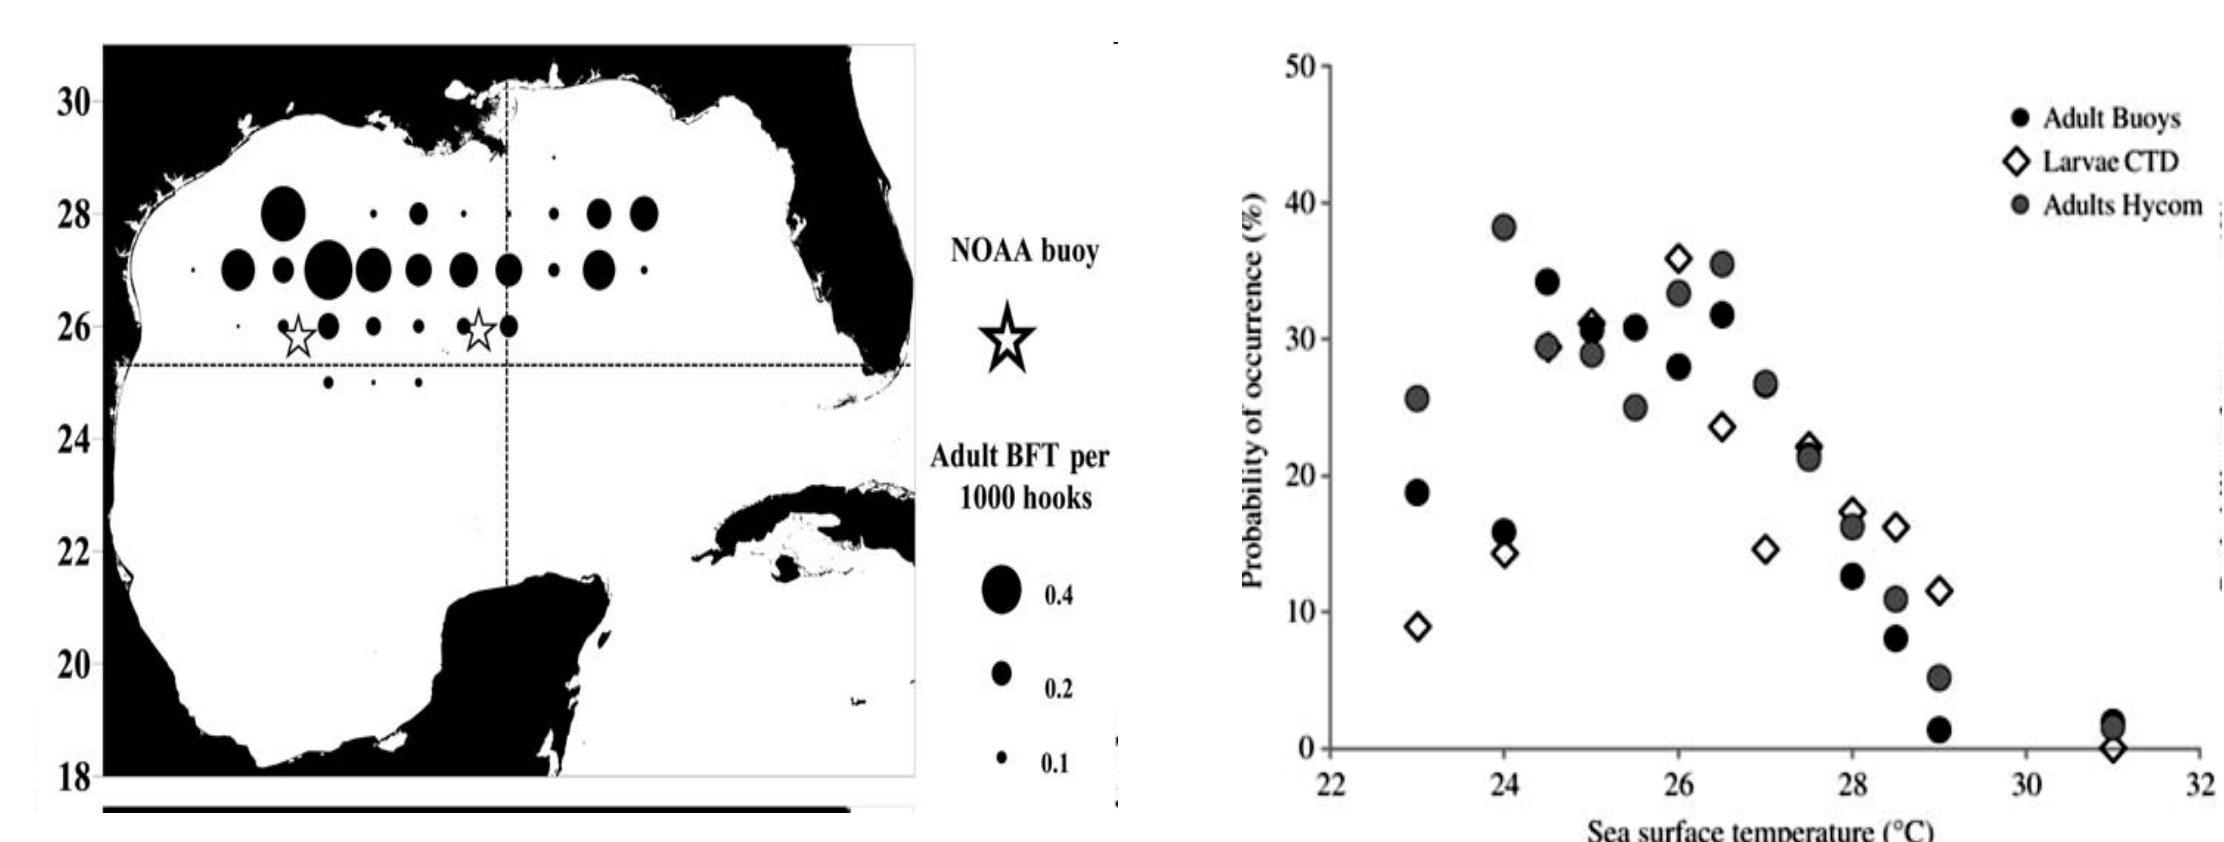 30
28
26
24
22
20
18
NOAA buoy
Adult BFT per
1000 hooks
0.4
0.2
0.1
Probability of occurrence (%)
50
40
30
20
10
0
Adult Buoys
Larvae CTD
Adults Hycom
22 24 26 28 30 32
Sea surface temperature (°C)